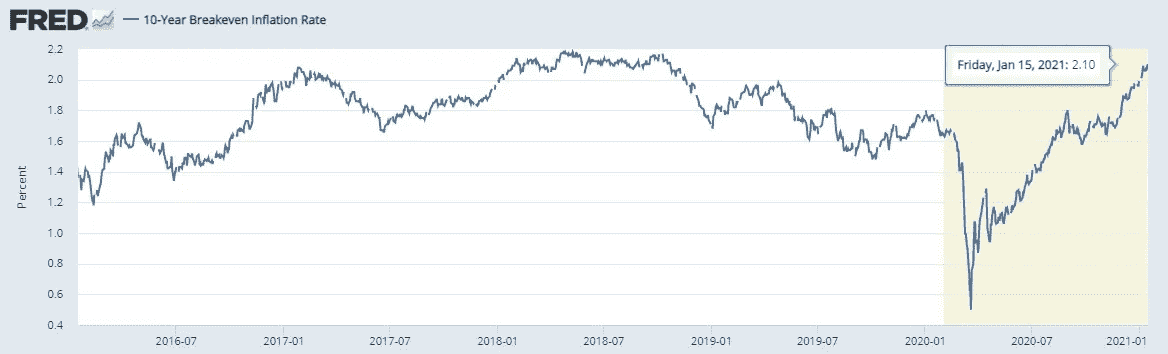 FRED — 10-Year Breakeven Inflation Rate
Friday, Jan 15, 2021: 2.10
Percent
2.2
2.0
1.8
1.6
1.4
1.2
1.0
0.8
0.6
0.4
2016-07 2017-01 2017-07 2018-01 2018-07 2019-01 2019-07 2020-01 2020-07 2021-01